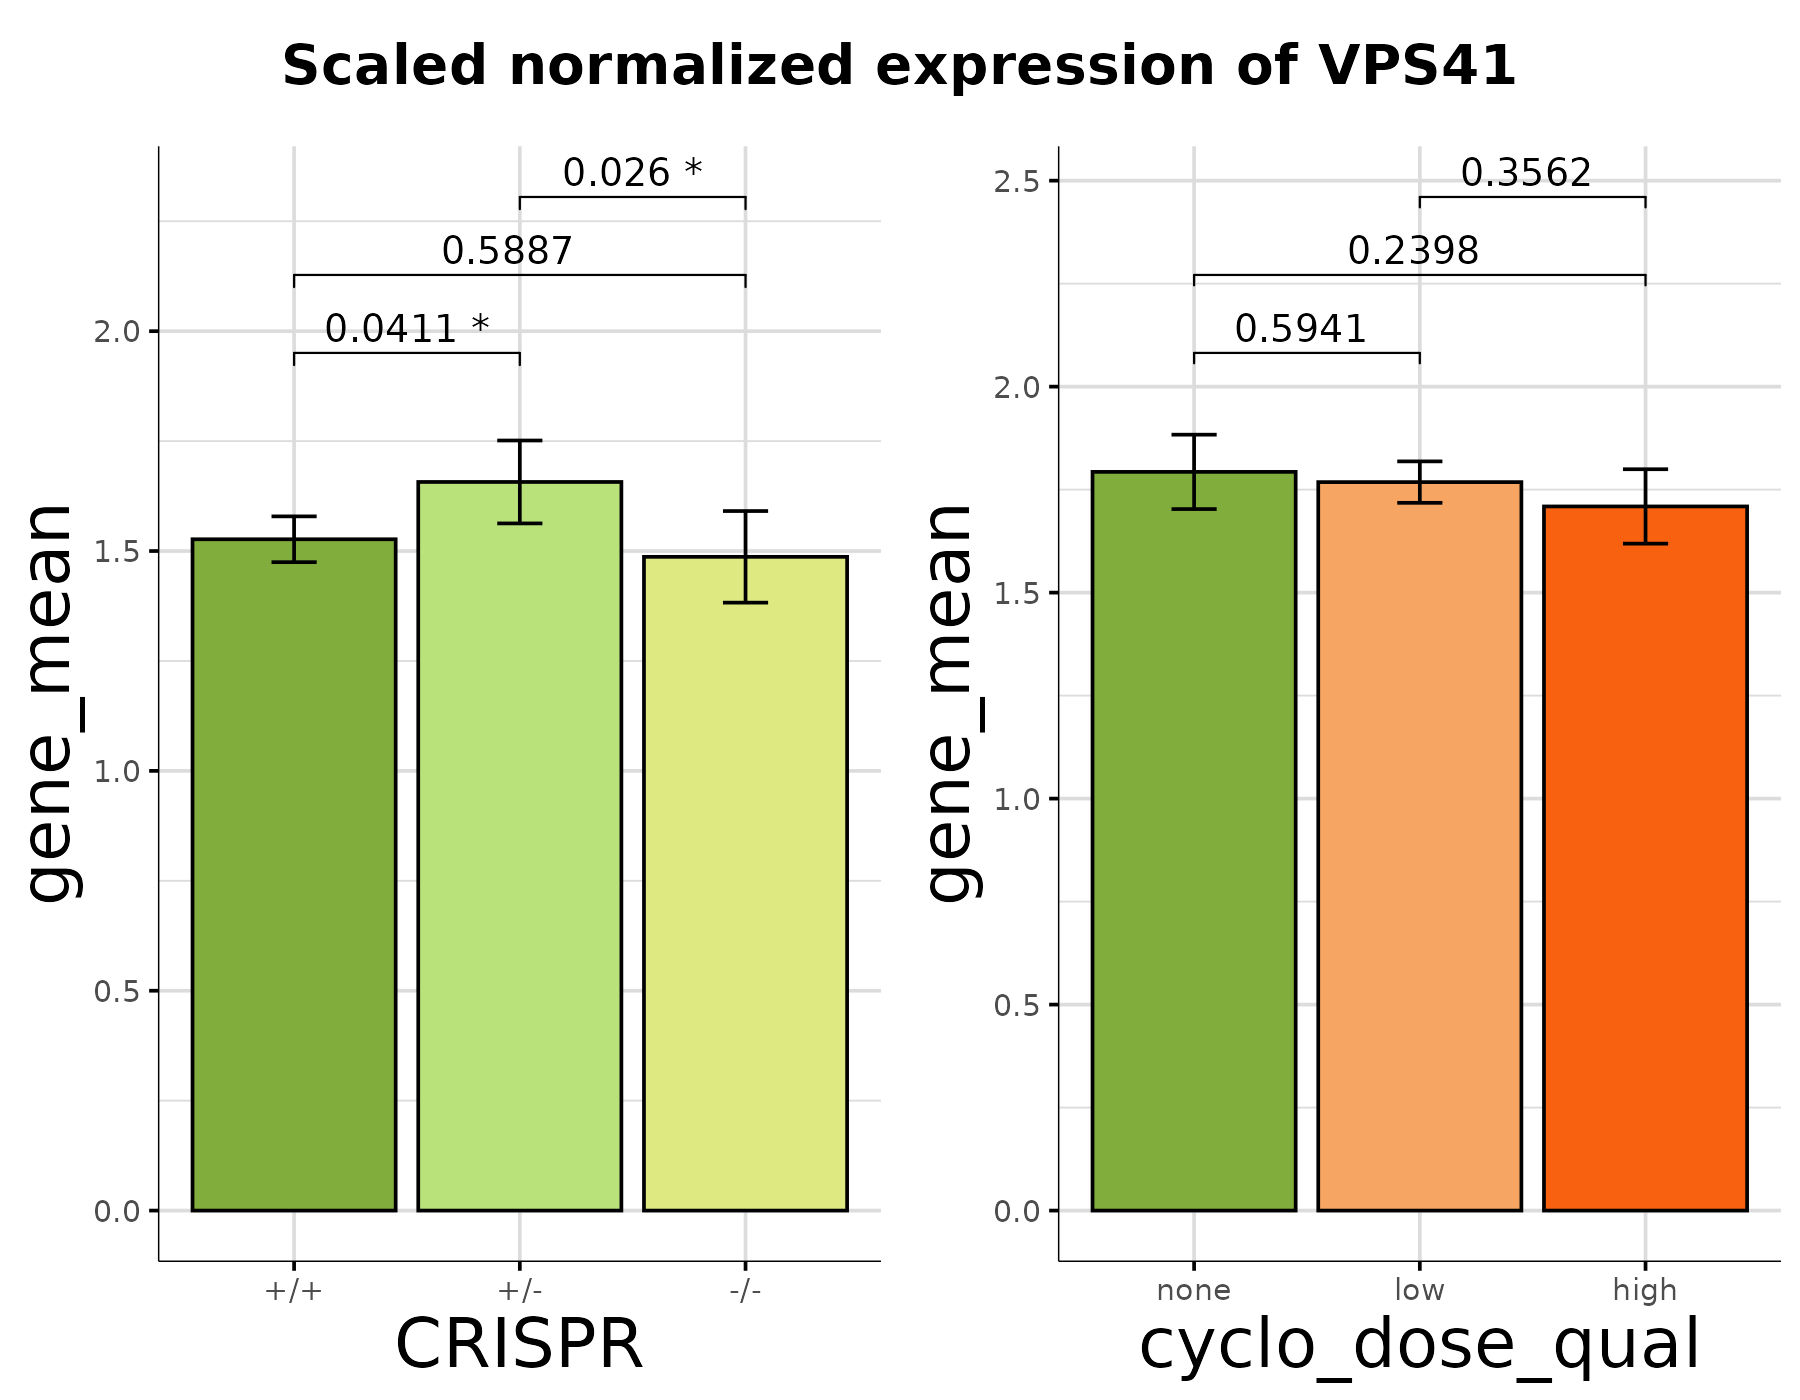 Scaled normalized expression of VPS41
gene_mean
2.0
1.5
1.0
0.5
0.0
0.026 *
0.5887
0.0411 *
+/+ +/- -/-
CRISPR
gene_mean
2.5
2.0
1.5
1.0
0.5
0.0
0.3562
0.2398
0.5941
none low high
cyclo_dose_qual